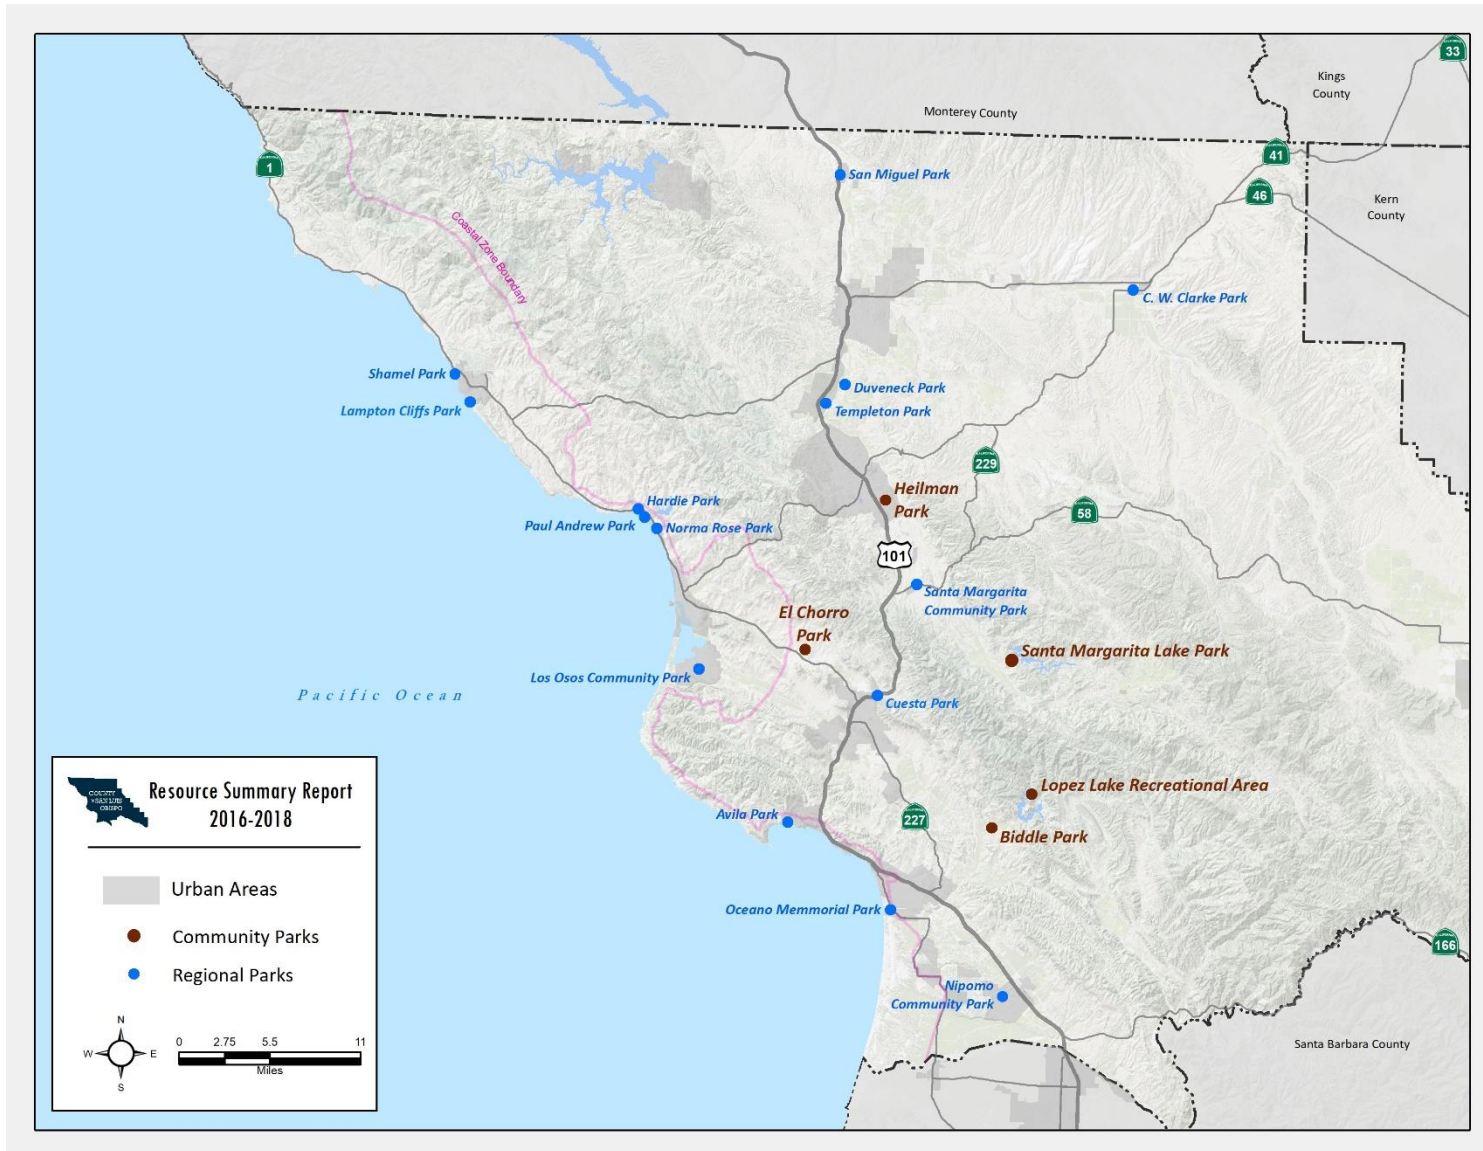 Monterey County
Kings
County
33
1
41
46
Kern
County
San Miguel Park
Coastal Zone Boundary
C. W. Clarke Park
Shamel Park
Lampton Cliffs Park
Duveneck Park
Templeton Park
229
Heilman
Park
58
Hardie Park
Paul Andrew Park
Norma Rose Park
101
Santa Margarita
Community Park
El Chorro
Park
Santa Margarita Lake Park
Los Osos Community Park
Pacific Ocean
Cuesta Park
Lopez Lake Recreational Area
Avila Park
227
Biddle Park
Oceano Memmorial Park
166
Nipomo
Community Park
Santa Barbara County
COUNTY
OF SAN LUIS
OBISPO
Resource Summary Report
2016-2018
Urban Areas
Community Parks
Regional Parks
N
W E
S
0 2.75 5.5 11
Miles